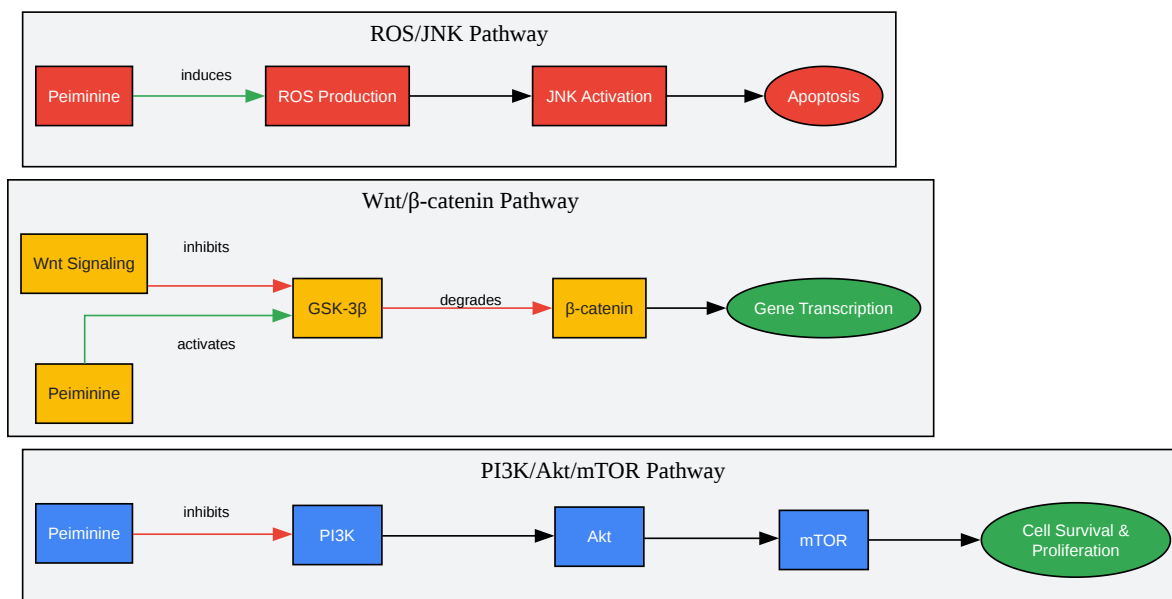 ROS/JNK Pathway
Peiminine
induces
ROS Production
JNK Activation
Apoptosis
Wnt/β-catenin Pathway
Wnt Signaling
inhibits
GSK-3β
degrades
β-catenin
Gene Transcription
activates
Peiminine
PI3K/Akt/mTOR Pathway
Peiminine
inhibits
PI3K
Akt
mTOR
Cell Survival &
Proliferation